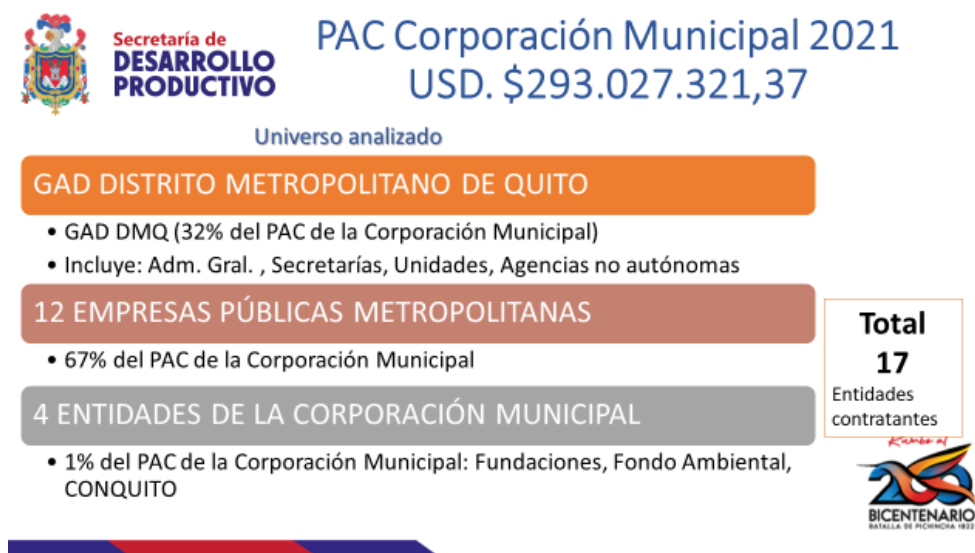 Secretaría de
DESARROLLO
PRODUCTIVO
PAC Corporación Municipal 2021
USD. $293.027.321,37
Universo analizado
GAD DISTRITO METROPOLITANO DE QUITO
• GAD DMQ (32% del PAC de la Corporación Municipal)
• Incluye: Adm. Gral. , Secretarías, Unidades, Agencias no autónomas
12 EMPRESAS PÚBLICAS METROPOLITANAS
• 67% del PAC de la Corporación Municipal
4 ENTIDADES DE LA CORPORACIÓN MUNICIPAL
• 1% del PAC de la Corporación Municipal: Fundaciones, Fondo Ambiental,
CONQUITO
Total
17
Entidades
contratantes
Rumbo al
200
BICENTENARIO
BATALLA DE PICHINCHA 1822